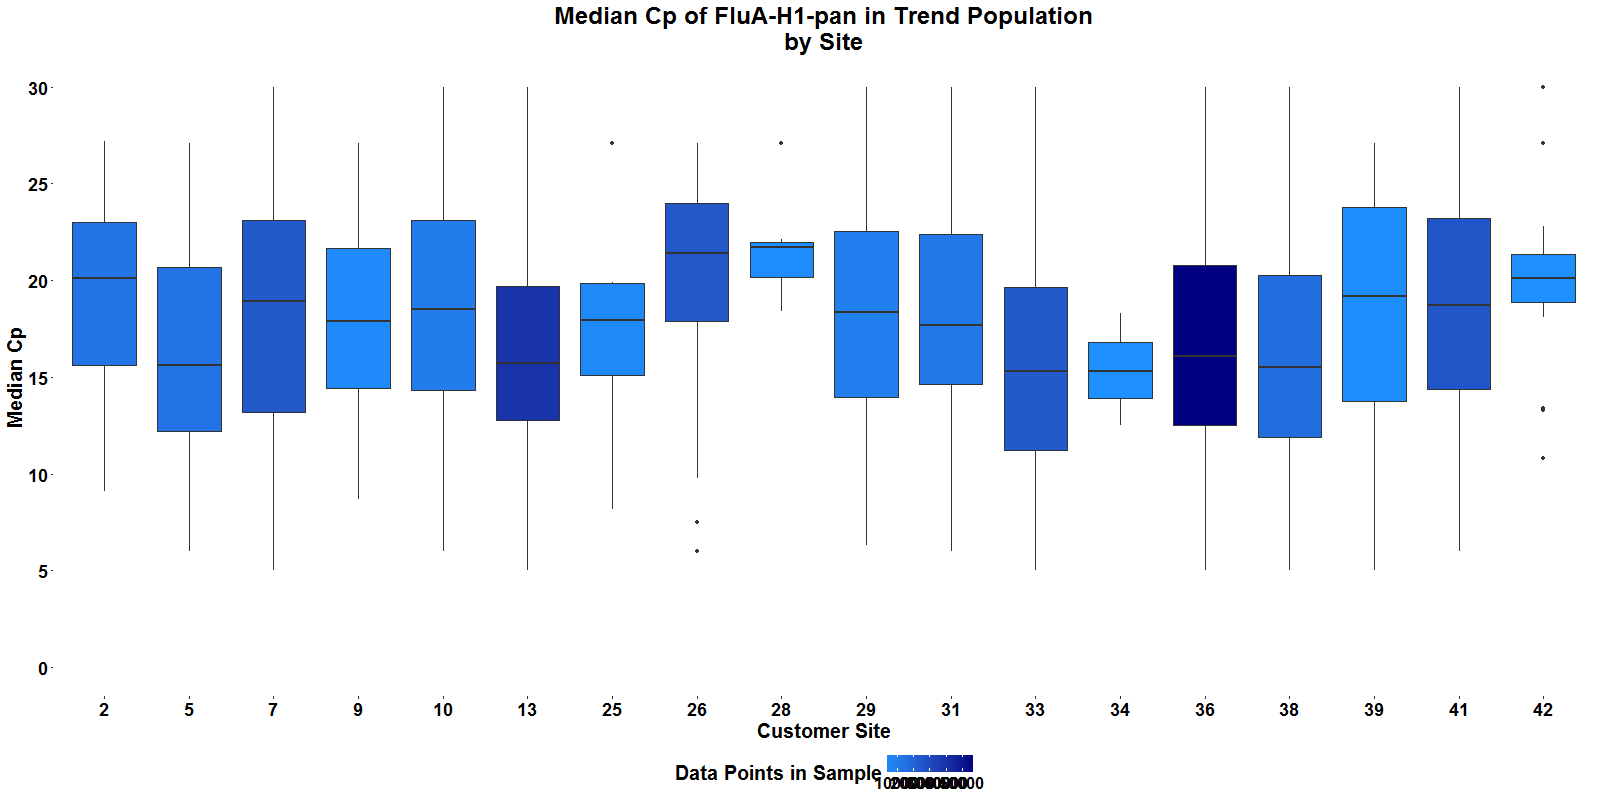 Median Cp of FluA-H1-pan in Trend Population
by Site
30
25
20
15
10
5
0
Median Cp
2 5 7 9 10 13 25 26 28 29 31 33 34 36 38 39 41 42
Customer Site
Data Points in Sample